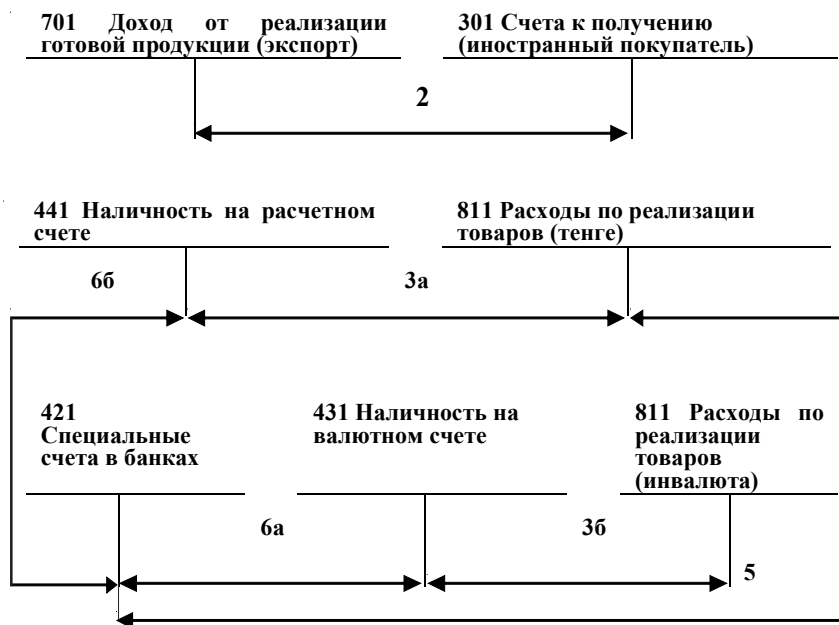 701 Доход от реализации
готовой продукции (экспорт)
301 Счета к получению
(иностранный покупатель)
2
441 Наличность на расчетном
счете
811 Расходы по реализации
товаров (тенге)
6б
3а
421
Специальные
счета в банках
431 Наличность на
валютном счете
811 Расходы по
реализации
товаров
(инвалюта)
6а
3б
5